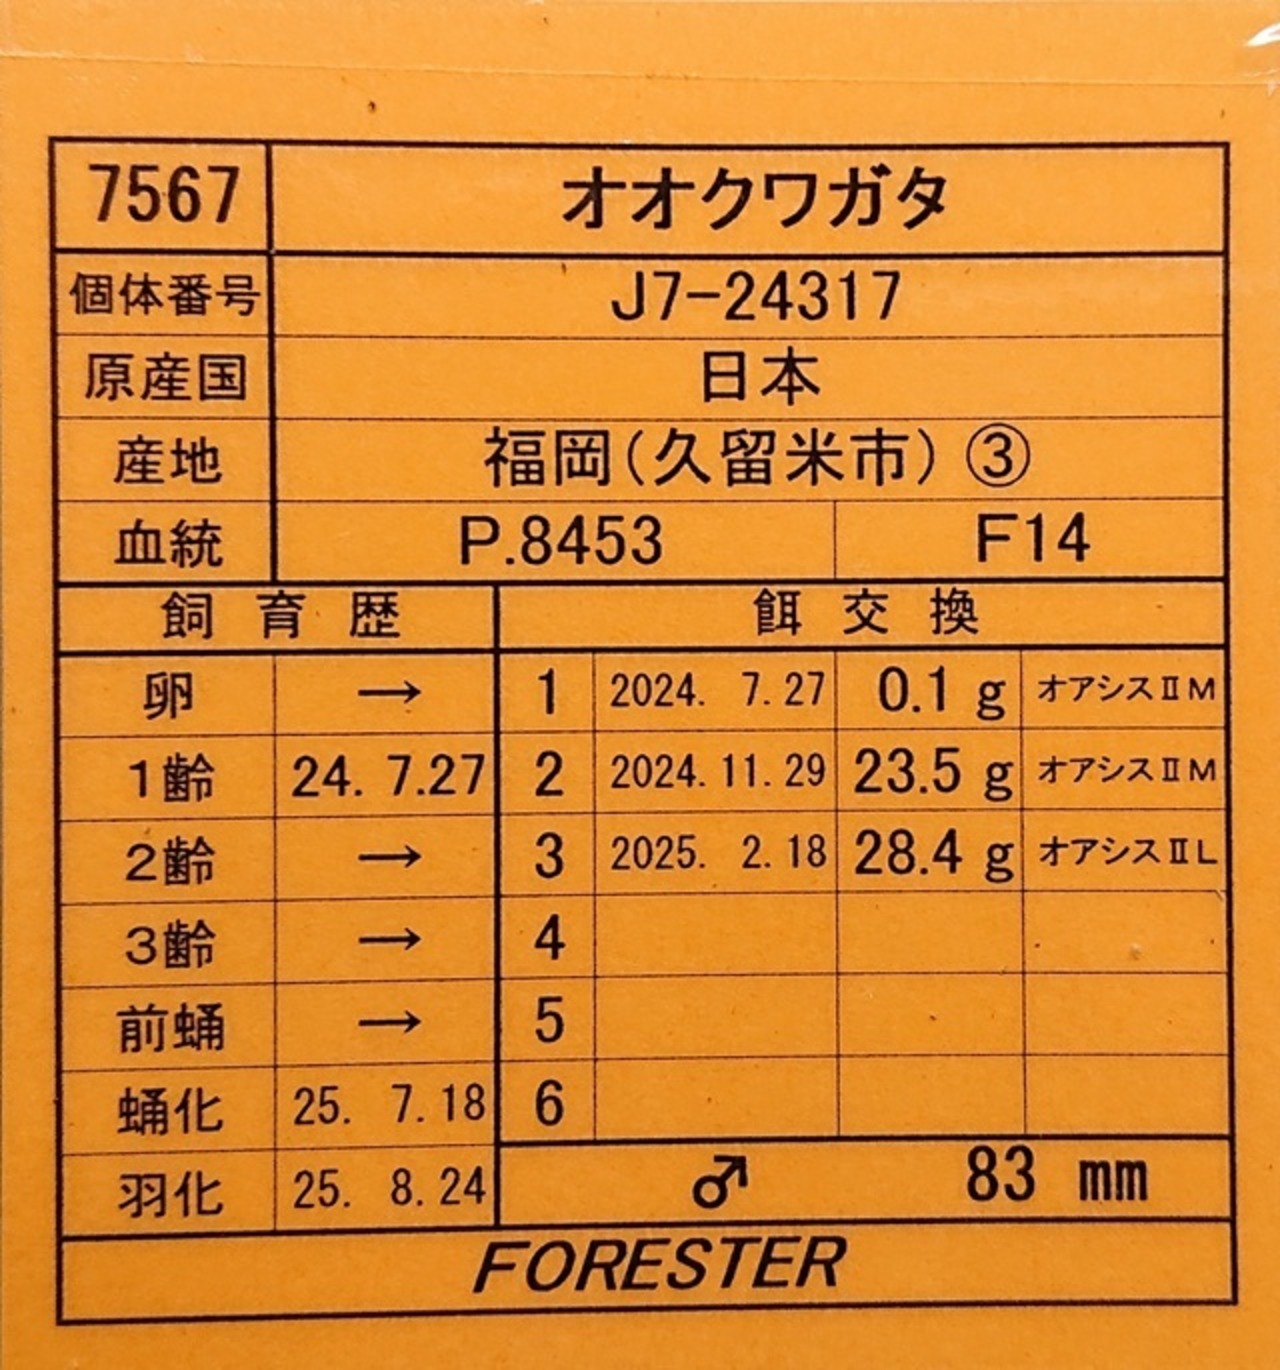 7567 オオクワガタ
個体番号 J7-24317
原産国 日本
産地 福岡(久留米市)③
血統 P.8453 F14
飼育歴 餌交換
卵 → 1 2024. 7.27 0.1 g オアシスⅡM
1齢 24. 7.27 2 2024.11.29 23.5 g オアシスⅡM
2齢 → 3 2025. 2.18 28.4 g オアシスⅡL
3齢 → 4
前蛹 → 5
蛹化 25. 7.18 6
羽化 25. 8.24 ♂ 83 mm
FORESTER